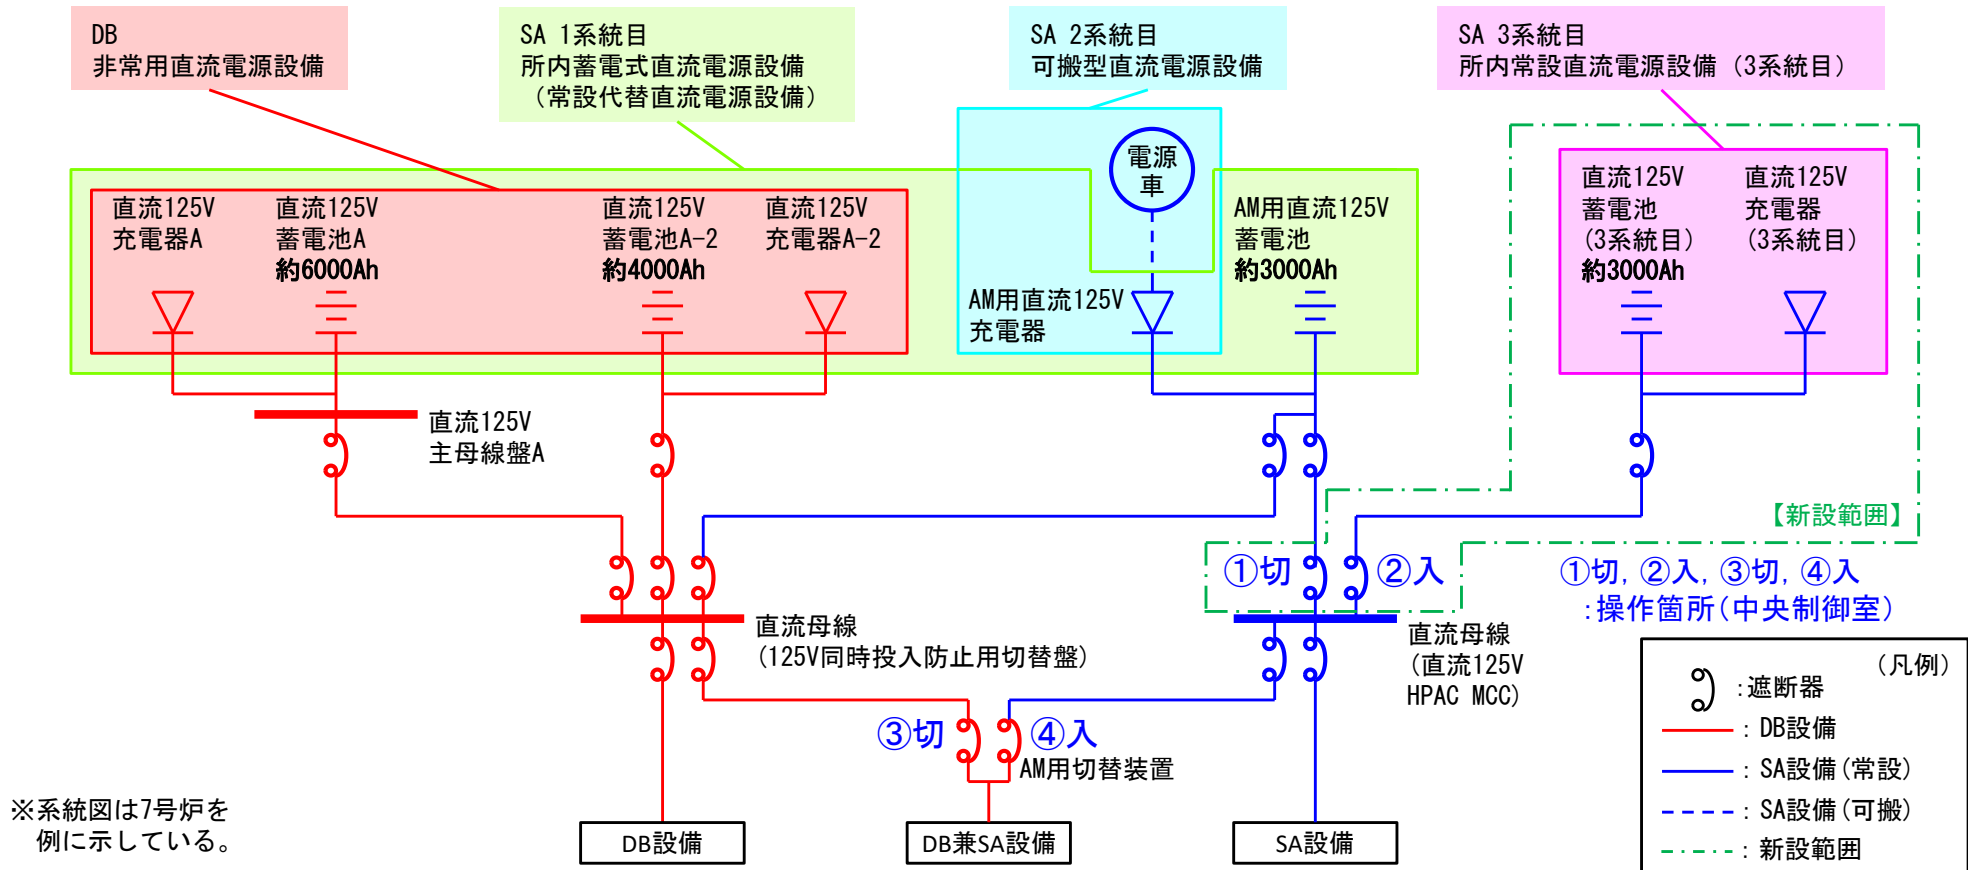 DB
非常用直流電源設備
SA 1系統目
所内蓄電式直流電源設備
（常設代替直流電源設備）
SA 2系統目
可搬型直流電源設備
SA 3系統目
所内常設直流電源設備（3系統目）
直流125V
充電器A
直流125V
蓄電池A
約6000Ah
直流125V
蓄電池A-2
約4000Ah
直流125V
充電器A-2
電源
車
AM用直流125V
充電器
AM用直流125V
蓄電池
約3000Ah
直流125V
蓄電池
(3系統目)
約3000Ah
直流125V
充電器
(3系統目)
直流125V
主母線盤A
【新設範囲】
①切
②入
①切, ②入, ③切, ④入
:操作箇所(中央制御室)
直流母線
(125V同時投入防止用切替盤)
直流母線
(直流125V
HPAC MCC)
③切
④入
AM用切替装置
DB設備
DB兼SA設備
SA設備
※系統図は7号炉を
例に示している。
(凡例)
:遮断器
: DB設備
: SA設備(常設)
: SA設備(可搬)
: 新設範囲